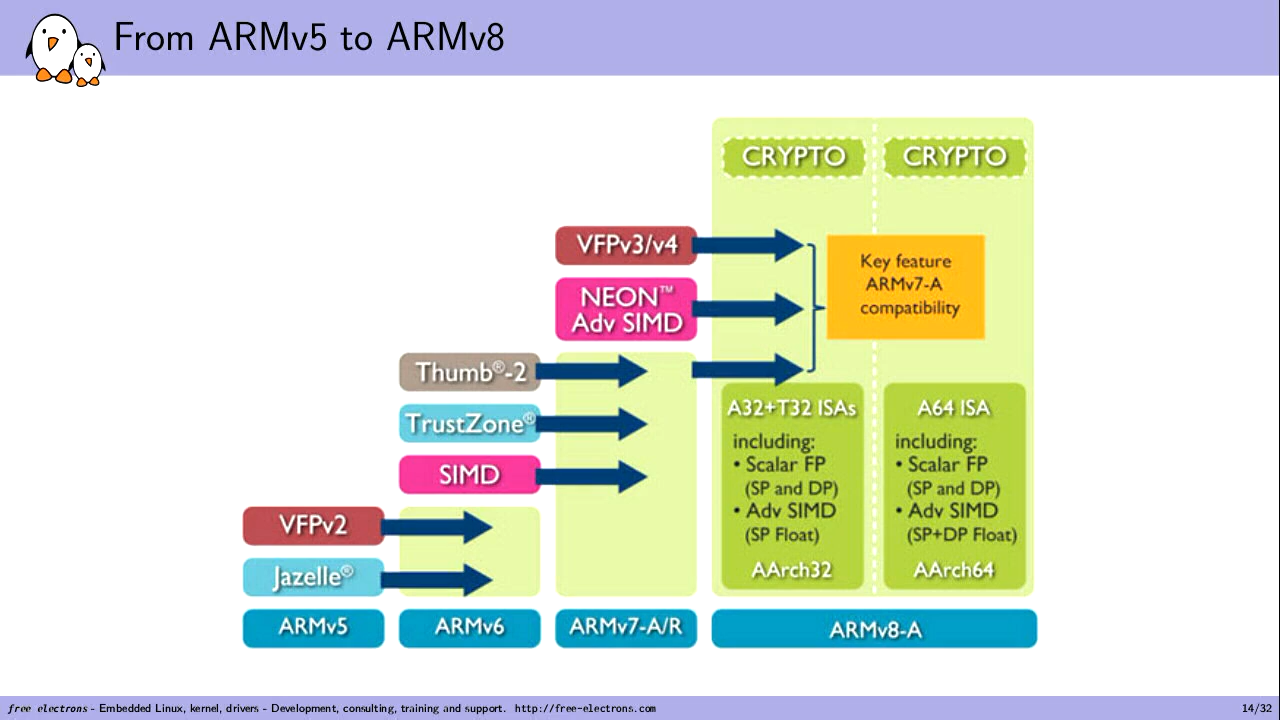 From ARMv5 to ARMv8
CRYPTO
CRYPTO
VFPv3/v4
Key feature
ARMv7-A
compatibility
NEON™
Adv SIMD
Thumb®-2
TrustZone®
SIMD
A32+T32 ISAs
including:
• Scalar FP
(SP and DP)
• Adv SIMD
(SP Float)
AArch32
A64 ISA
including:
• Scalar FP
(SP and DP)
• Adv SIMD
(SP+DP Float)
AArch64
VFPv2
Jazelle®
ARMv5
ARMv6
ARMv7-A/R
ARMv8-A
free electrons - Embedded Linux, kernel, drivers - Development, consulting, training and support. http://free-electrons.com
14/32